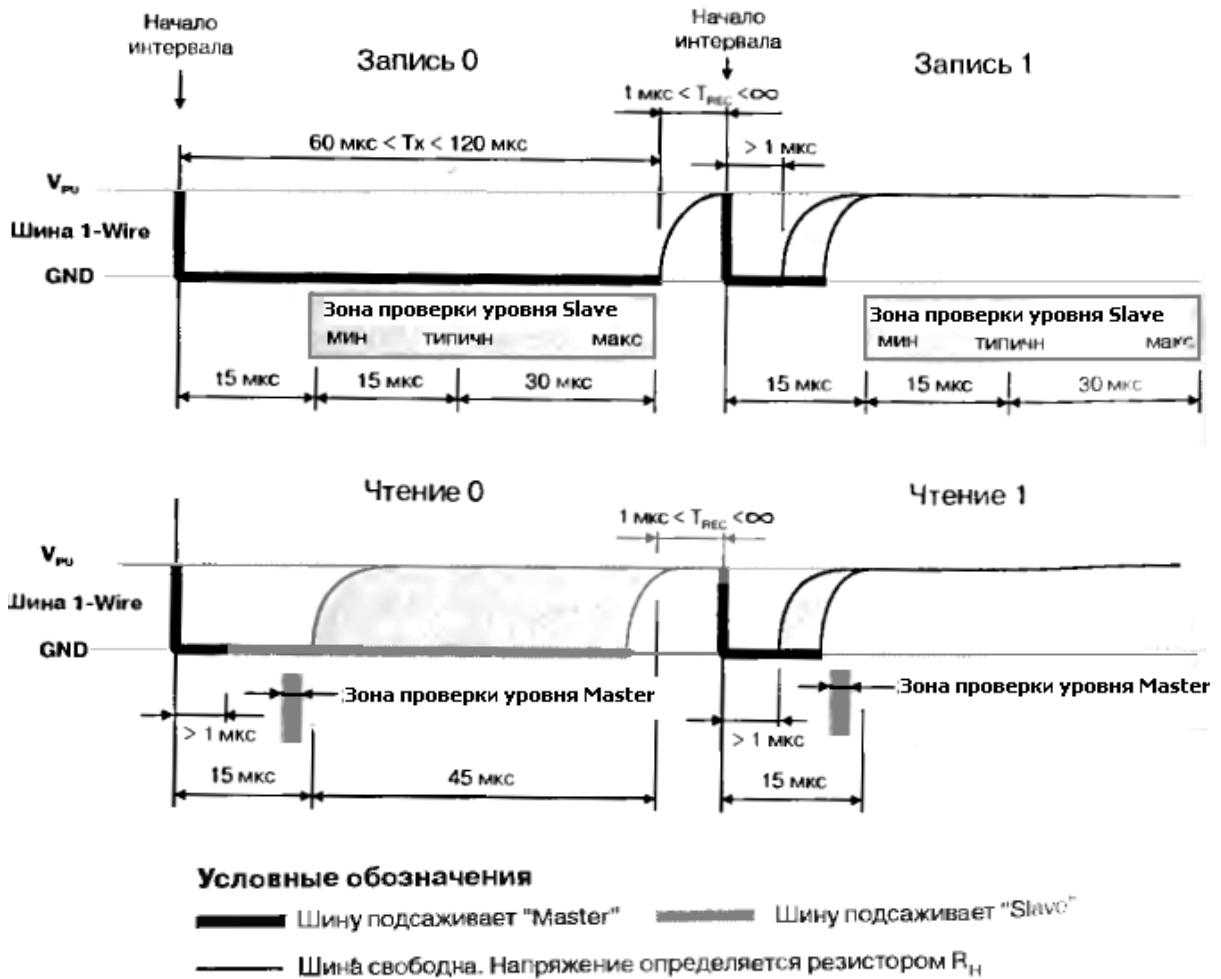 Начало
интервала
Начало
интервала
Запись 0
Запись 1
1 мкс < T_REC < ∞
60 мкс < Tx < 120 мкс
> 1 мкс
V_PU
Шина 1-Wire
GND
Зона проверки уровня Slave
мин типичн макс
Зона проверки уровня Slave
мин типичн макс
15 мкс 15 мкс 30 мкс
15 мкс 15 мкс 30 мкс
Чтение 0
Чтение 1
1 мкс < T_REC < ∞
V_PU
Шина 1-Wire
GND
Зона проверки уровня Master
Зона проверки уровня Master
> 1 мкс
> 1 мкс
15 мкс 45 мкс
15 мкс
Условные обозначения
Шину подсаживает "Master"
Шину подсаживает "Slave"
Шина свободна. Напряжение определяется резистором R_H